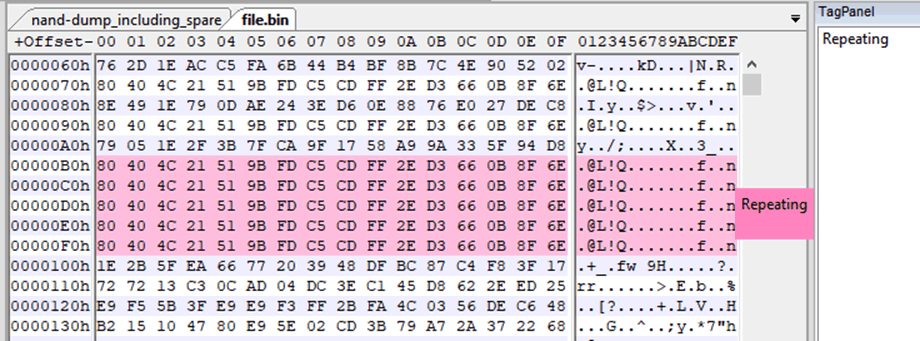 nand-dump_including_spare file.bin
TagPanel
+Offset- 00 01 02 03 04 05 06 07 08 09 0A 0B 0C 0D 0E 0F 0123456789ABCDEF
Repeating
0000060h 76 2D 1E AC C5 FA 6B 44 B4 BF 8B 7C 4E 90 52 02 v-....kD...|N.R.
0000070h 80 40 4C 21 51 9B FD C5 CD FF 2E D3 66 0B 8F 6E .@L!Q.......f..n
0000080h 8E 49 1E 79 0D AE 24 3E D6 0E 88 76 E0 27 DE C8 .I.y..$>...v.'..
0000090h 80 40 4C 21 51 9B FD C5 CD FF 2E D3 66 0B 8F 6E .@L!Q.......f..n
00000A0h 79 05 1E 2F 3B 7F CA 9F 17 58 A9 9A 33 5F 94 D8 y../;....X..3_..
00000B0h 80 40 4C 21 51 9B FD C5 CD FF 2E D3 66 0B 8F 6E .@L!Q.......f..n
00000C0h 80 40 4C 21 51 9B FD C5 CD FF 2E D3 66 0B 8F 6E .@L!Q.......f..n
00000D0h 80 40 4C 21 51 9B FD C5 CD FF 2E D3 66 0B 8F 6E .@L!Q.......f..n
Repeating
00000E0h 80 40 4C 21 51 9B FD C5 CD FF 2E D3 66 0B 8F 6E .@L!Q.......f..n
00000F0h 80 40 4C 21 51 9B FD C5 CD FF 2E D3 66 0B 8F 6E .@L!Q.......f..n
0000100h 1E 2B 5F EA 66 77 20 39 48 DF BC 87 C4 F8 3F 17 .+_.fw 9H.....?.
0000110h 72 72 13 C3 0C AD 04 DC 3E C1 45 D8 62 2E ED 25 rr......>.E.b..%
0000120h E9 F5 5B 3F E9 E9 F3 FF 2B FA 4C 03 56 DE C6 48 ..[?....+.L.V..H
0000130h B2 15 10 47 80 E9 5E 02 CD 3B 79 A7 2A 37 22 68 ...G..^..;y.*7"h